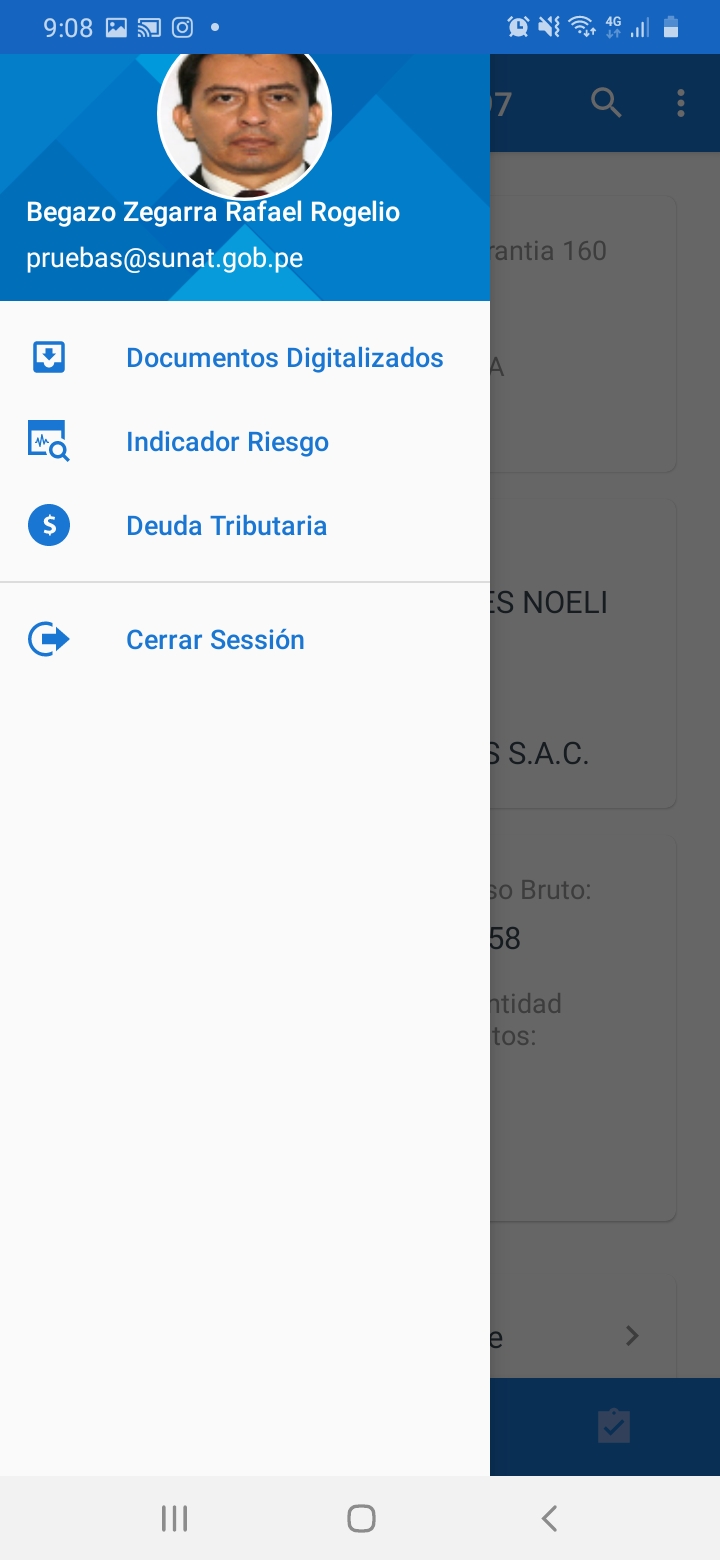 9:08
4G
07
Begazo Zegarra Rafael Rogelio
pruebas@sunat.gob.pe
rantia 160
Documentos Digitalizados
A
Indicador Riesgo
Deuda Tributaria
ES NOELI
Cerrar Sessión
S S.A.C.
so Bruto:
58
ntidad
tos:
e